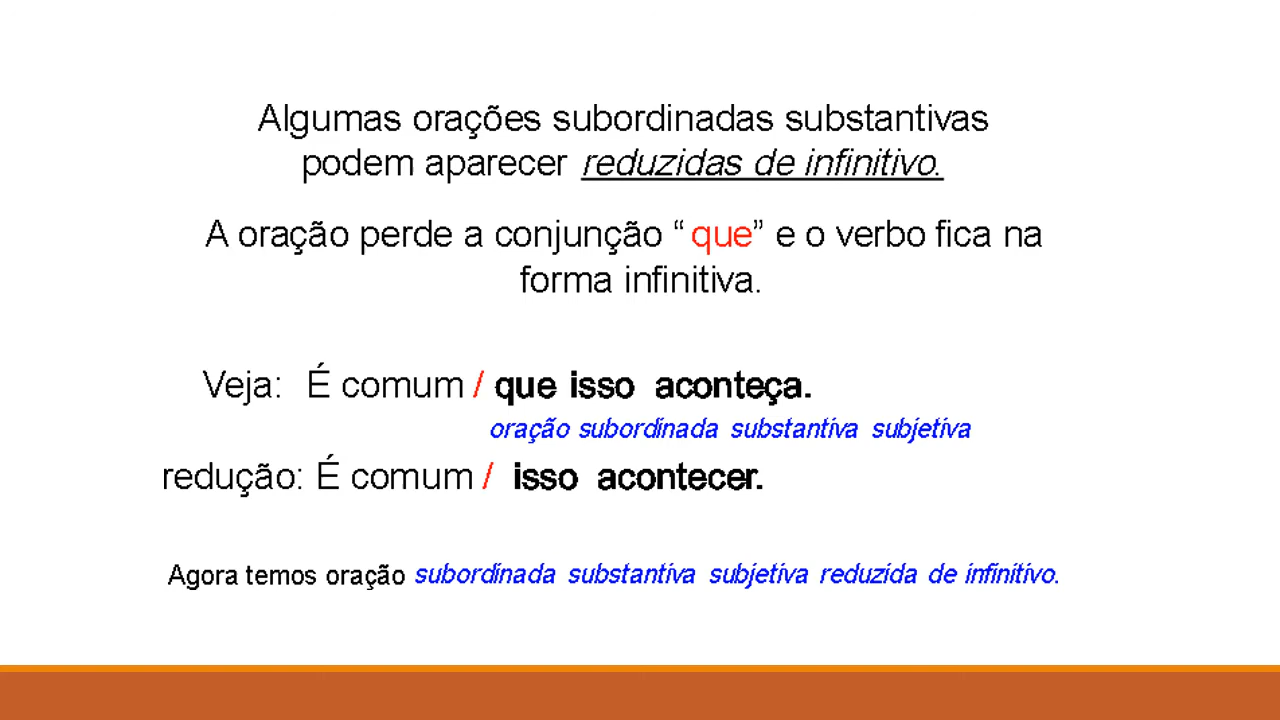 Algumas orações subordinadas substantivas
podem aparecer reduzidas de infinitivo.
A oração perde a conjunção “ que” e o verbo fica na
forma infinitiva.
Veja: É comum / que isso aconteça.
oração subordinada substantiva subjetiva
redução: É comum / isso acontecer.
Agora temos oração subordinada substantiva subjetiva reduzida de infinitivo.